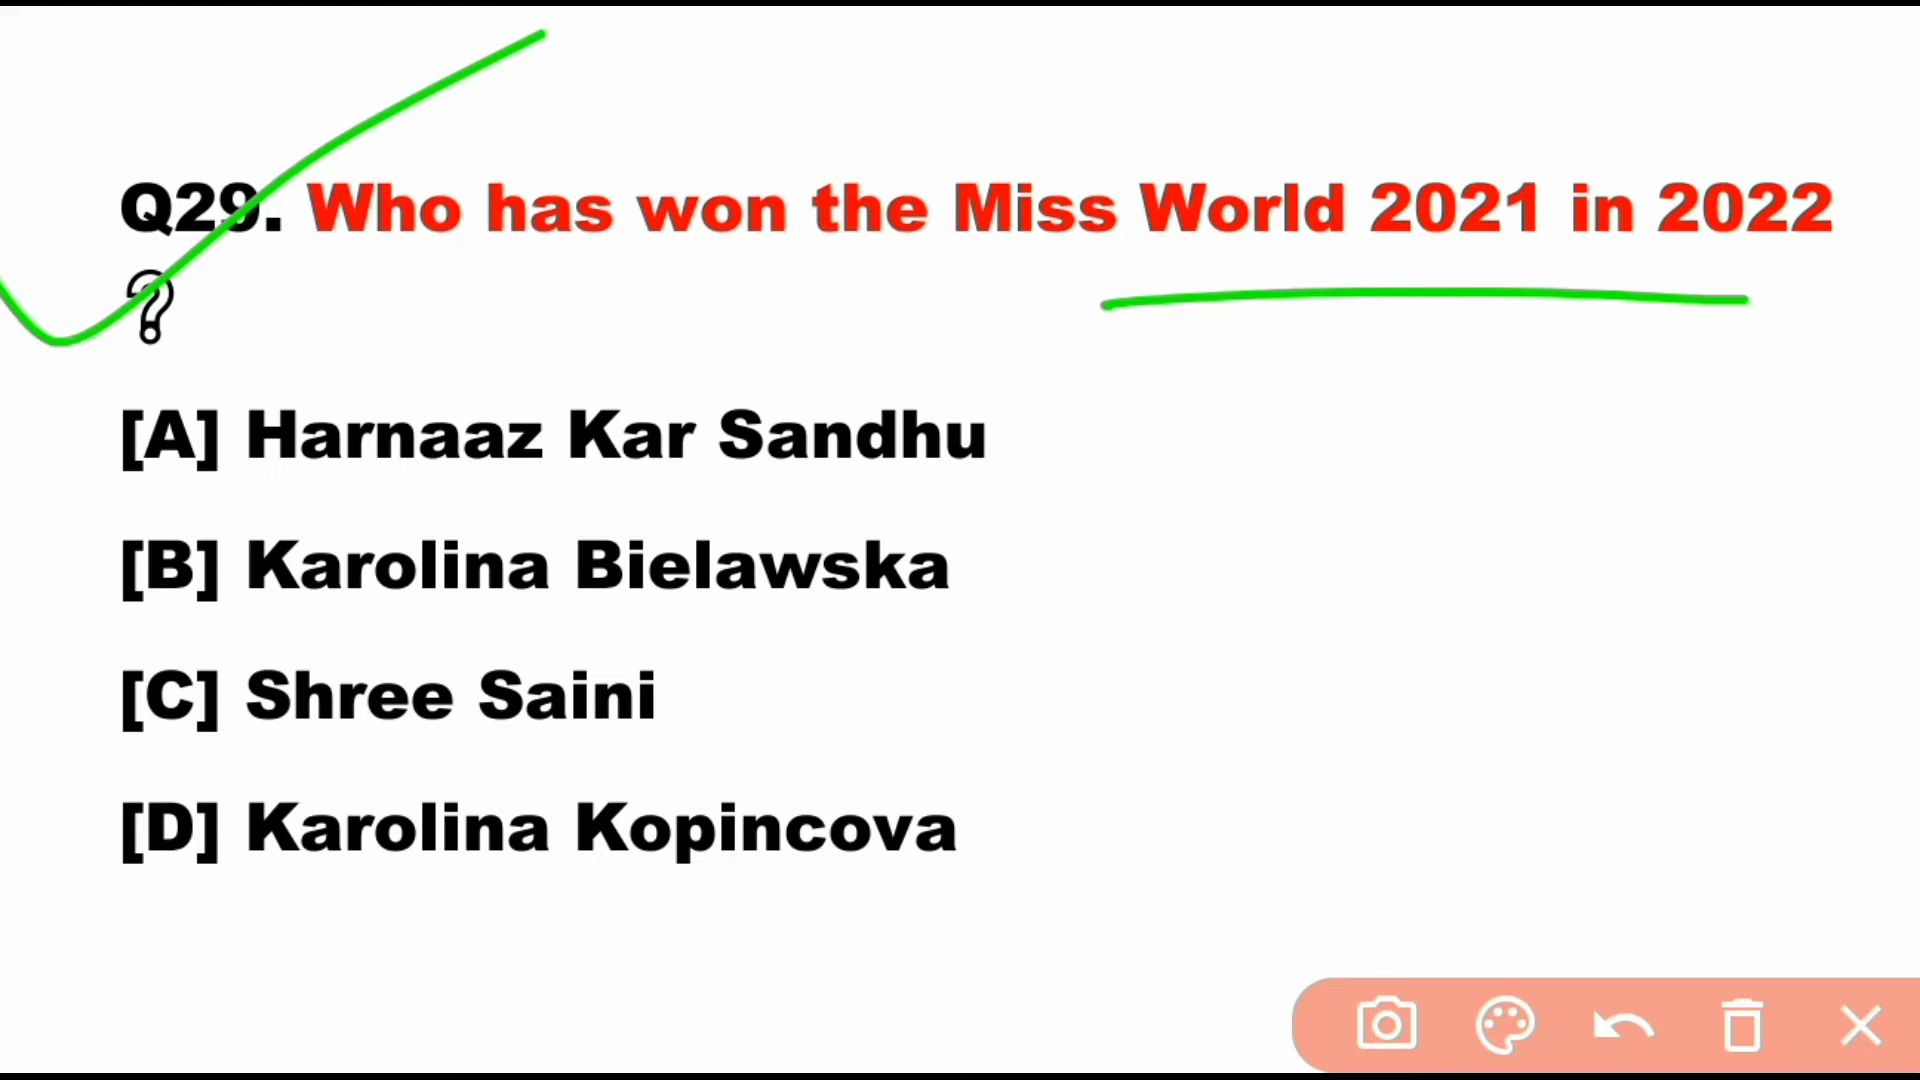 Q29. Who has won the Miss World 2021 in 2022
?
[A] Harnaaz Kar Sandhu
[B] Karolina Bielawska
[C] Shree Saini
[D] Karolina Kopincova